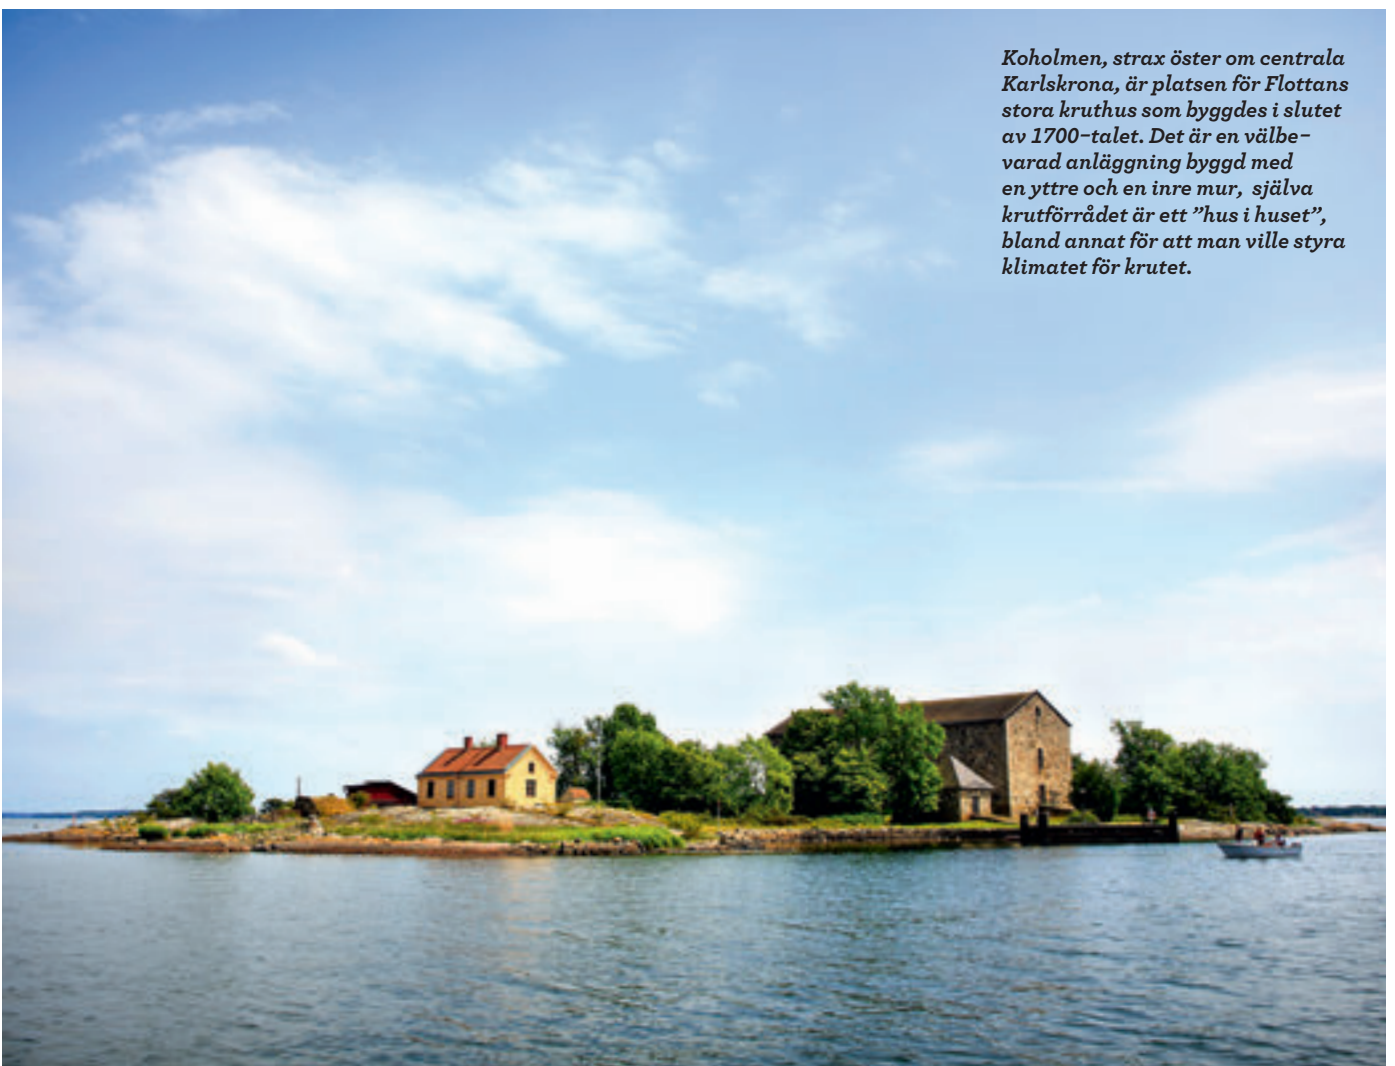 Koholmen, strax öster om centrala
Karlskrona, är platsen för Flottans
stora kruthus som byggdes i slutet
av 1700-talet. Det är en välbe-
varad anläggning byggd med
en yttre och en inre mur, själva
krutförrådet är ett ”hus i huset”,
bland annat för att man ville styra
klimatet för krutet.